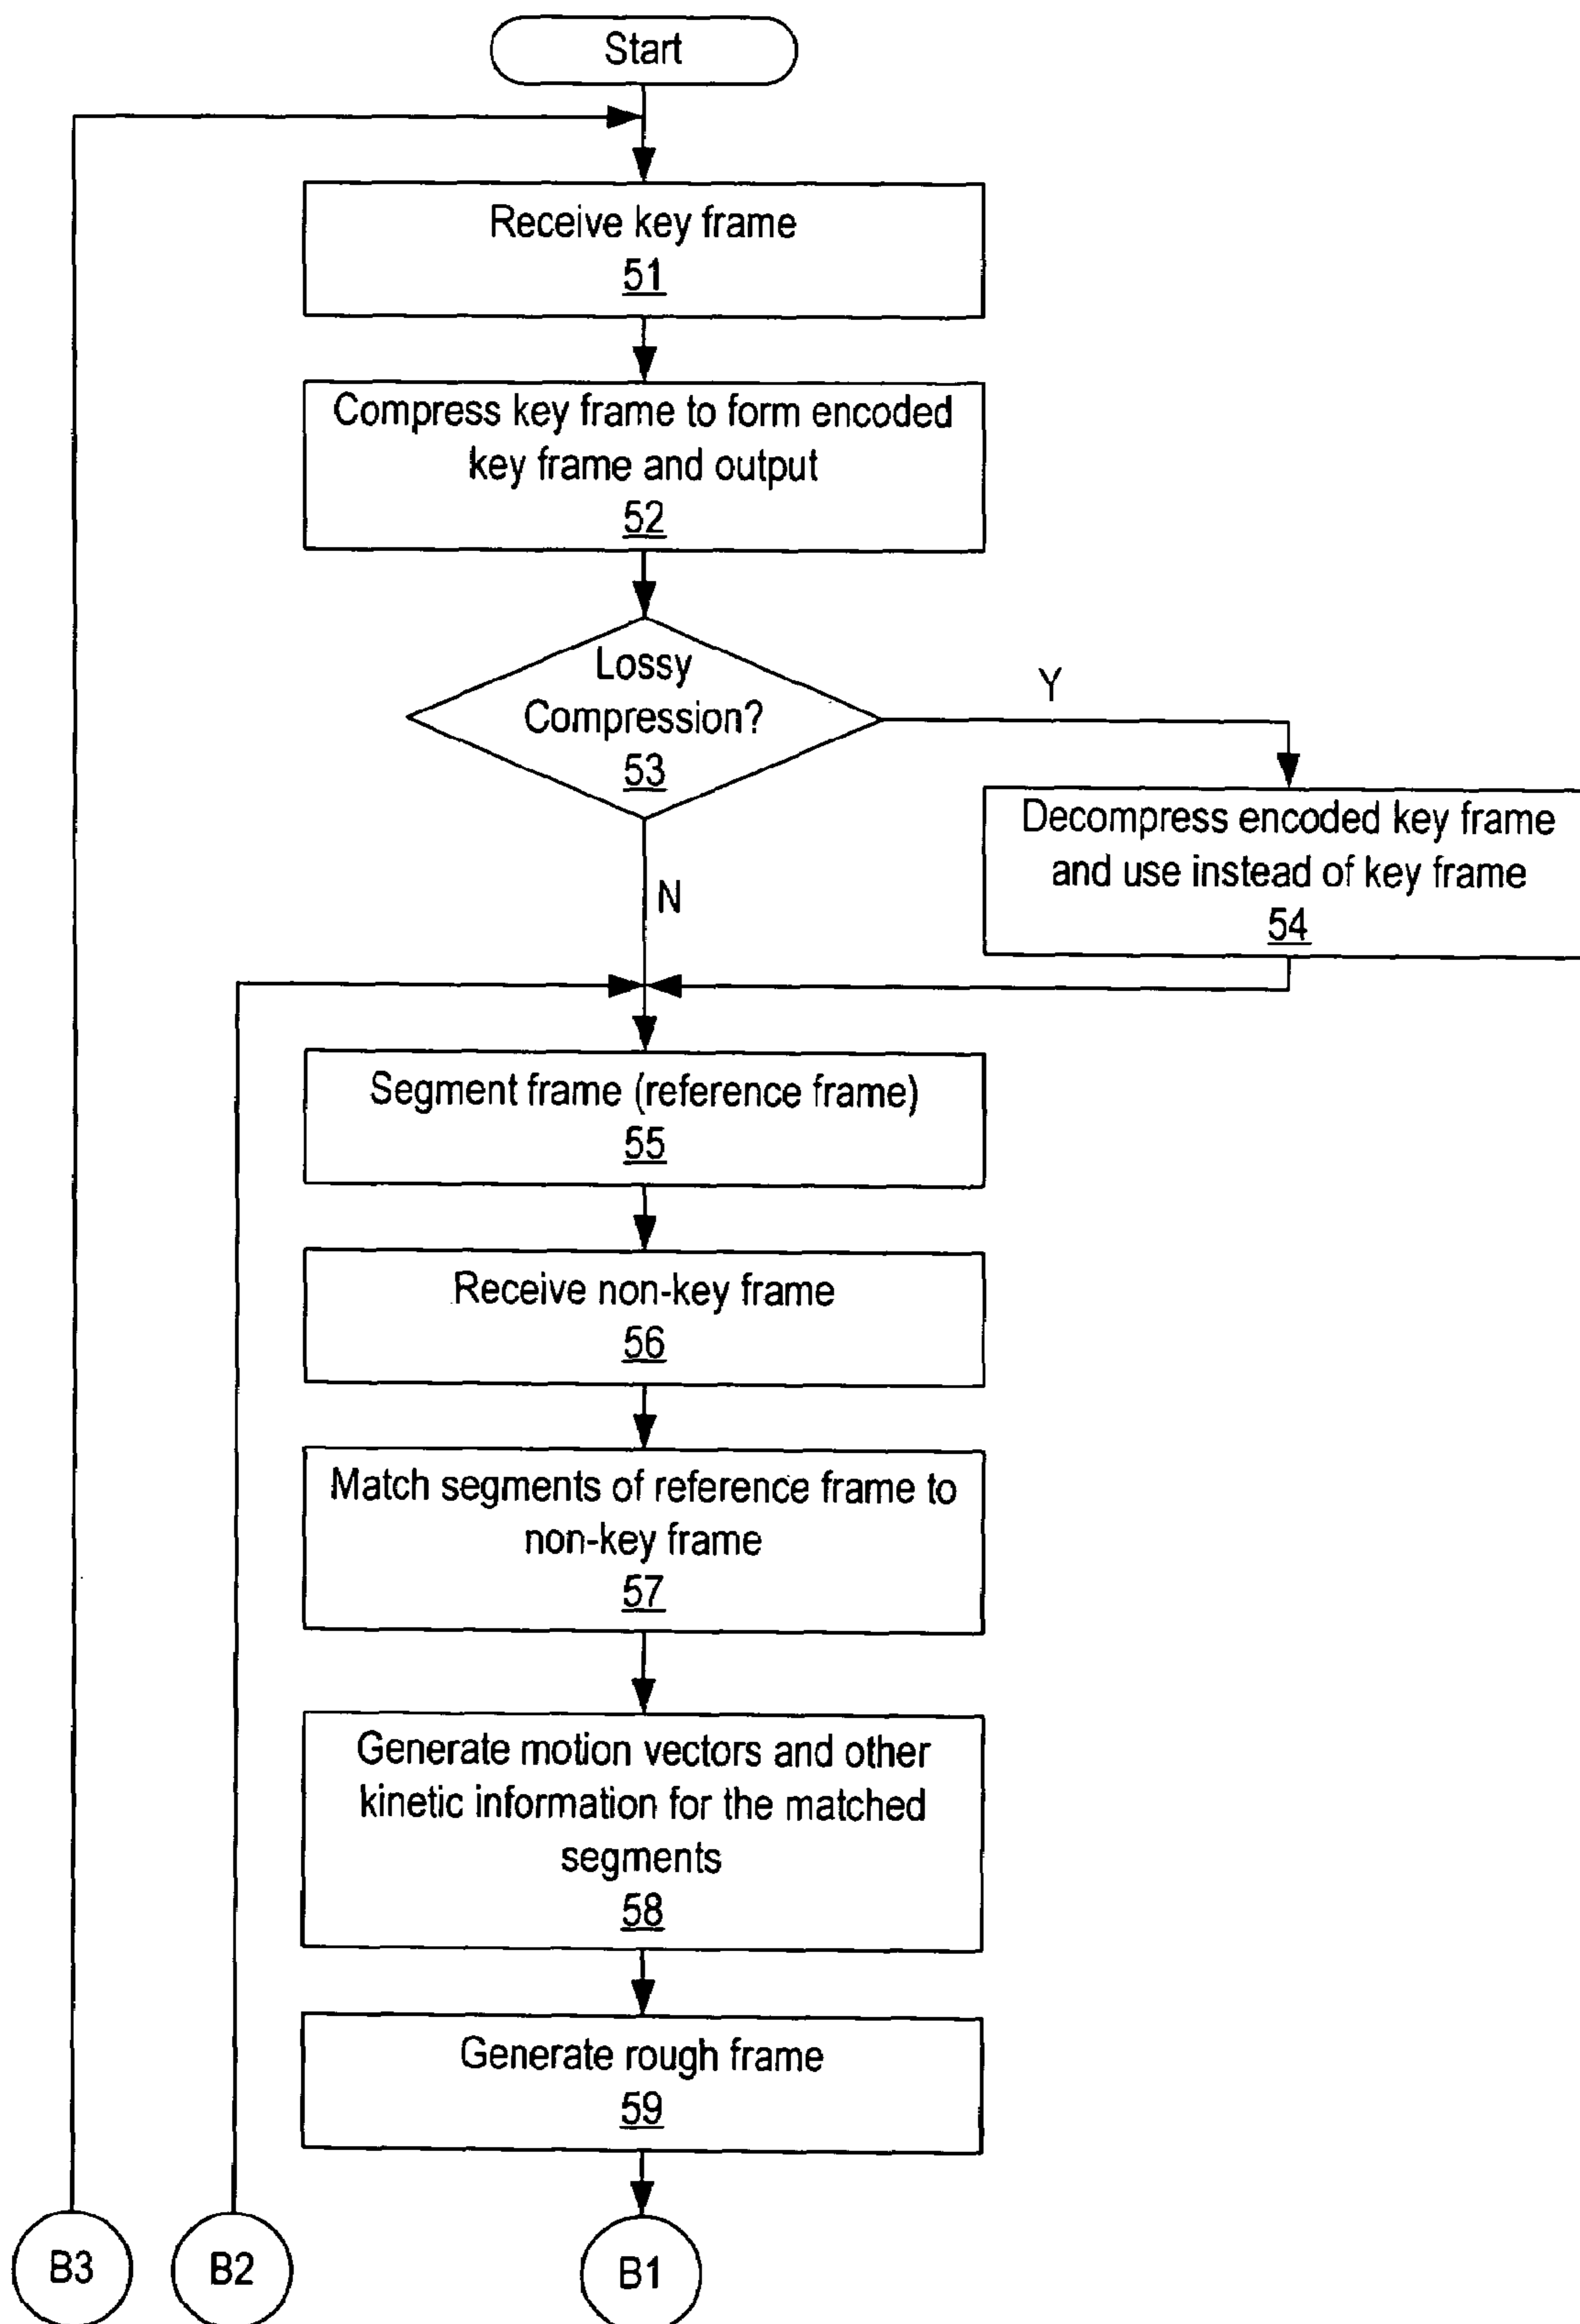 Start
Receive key frame
51
Compress key frame to form encoded
key frame and output
52
Lossy
Compression?
53
Y
N
Decompress encoded key frame
and use instead of key frame
54
Segment frame (reference frame)
55
Receive non-key frame
56
Match segments of reference frame to
non-key frame
57
Generate motion vectors and other
kinetic information for the matched
segments
58
Generate rough frame
59
B3
B2
B1